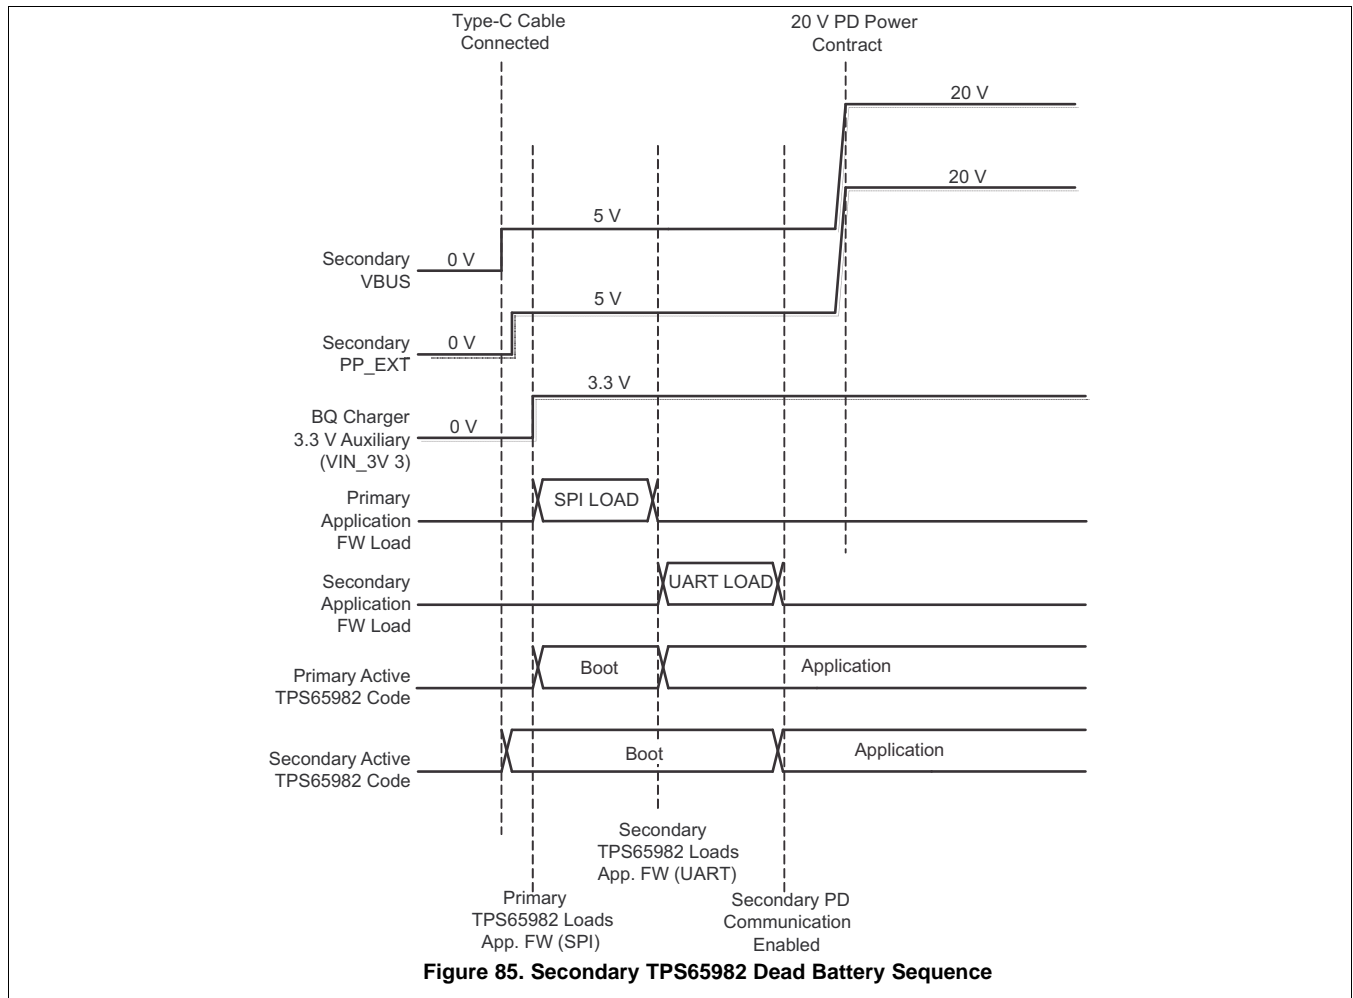 Type-C Cable
Connected
20 V PD Power
Contract
20 V
20 V
5 V
Secondary
VBUS
0 V
5 V
Secondary
PP_EXT
0 V
3.3 V
BQ Charger
3.3 V Auxiliary
(VIN_3V 3)
0 V
Primary
Application
FW Load
SPI LOAD
Secondary
Application
FW Load
UART LOAD
Primary Active
TPS65982 Code
Boot
Application
Secondary Active
TPS65982 Code
Boot
Application
Secondary
TPS65982 Loads
App. FW (UART)
Primary
TPS65982 Loads
App. FW (SPI)
Secondary PD
Communication
Enabled
Figure 85. Secondary TPS65982 Dead Battery Sequence